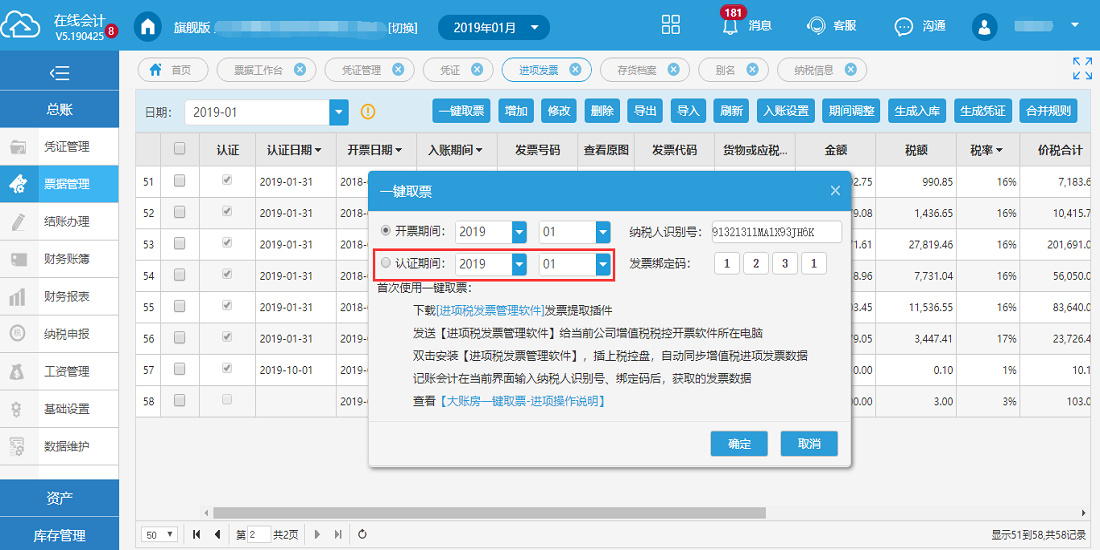 在线会计
V5.190425 8
旗舰版 [切换] 2019年01月 181 消息 客服 沟通
首页 票据工作台 凭证管理 凭证 进项发票 存货档案 别名 纳税信息
总账
凭证管理
票据管理
结账办理
财务账簿
财务报表
纳税申报
工资管理
基础设置
数据维护
资产
库存管理
日期: 2019-01 一键取票 增加 修改 删除 导出 导入 刷新 入账设置 期间调整 生成入库 生成凭证 合并规则
认证 认证日期 开票日期 入账期间 发票号码 查看原图 发票代码 货物或应税... 金额 税额 税率 价税合计
51 2019-01-31 2018- 02.75 990.85 16% 7,183.6
52 2019-01-31 2018- 79.08 1,436.65 16% 10,415.7
53 2019-01-31 2018- 71.61 27,819.46 16% 201,691.0
54 2019-01-31 2018- 8.96 7,731.04 16% 56,050.0
55 2019-01-31 2018- 03.45 11,536.55 16% 83,640.0
56 2019-01-31 2018- 79.05 3,447.41 17% 23,726.4
57 2019-10-01 2019- 0.00 0.10 1% 10.1
58 2019- 00.00 3.00 3% 103.0
一键取票
开票期间: 2019 01 纳税人识别号: 91321311MA1X93JH6K
认证期间: 2019 01 发票绑定码: 1 2 3 1
首次使用一键取票:
下载[进项税发票管理软件]发票提取插件
发送【进项税发票管理软件】给当前公司增值税税控开票软件所在电脑
双击安装【进项税发票管理软件】，插上税控盘，自动同步增值税进项发票数据
记账会计在当前界面输入纳税人识别号、绑定码后，获取的发票数据
查看【大账房一键取票-进项操作说明】
确定 取消
50 第 2 共2页 显示51到58,共58记录